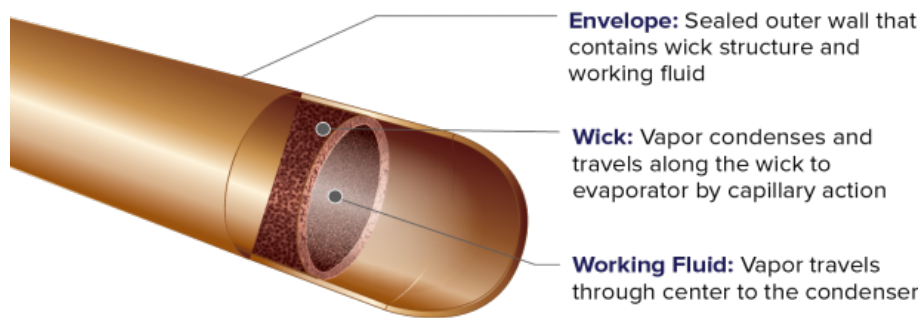 Envelope: Sealed outer wall that
contains wick structure and
working fluid
Wick: Vapor condenses and
travels along the wick to
evaporator by capillary action
Working Fluid: Vapor travels
through center to the condenser